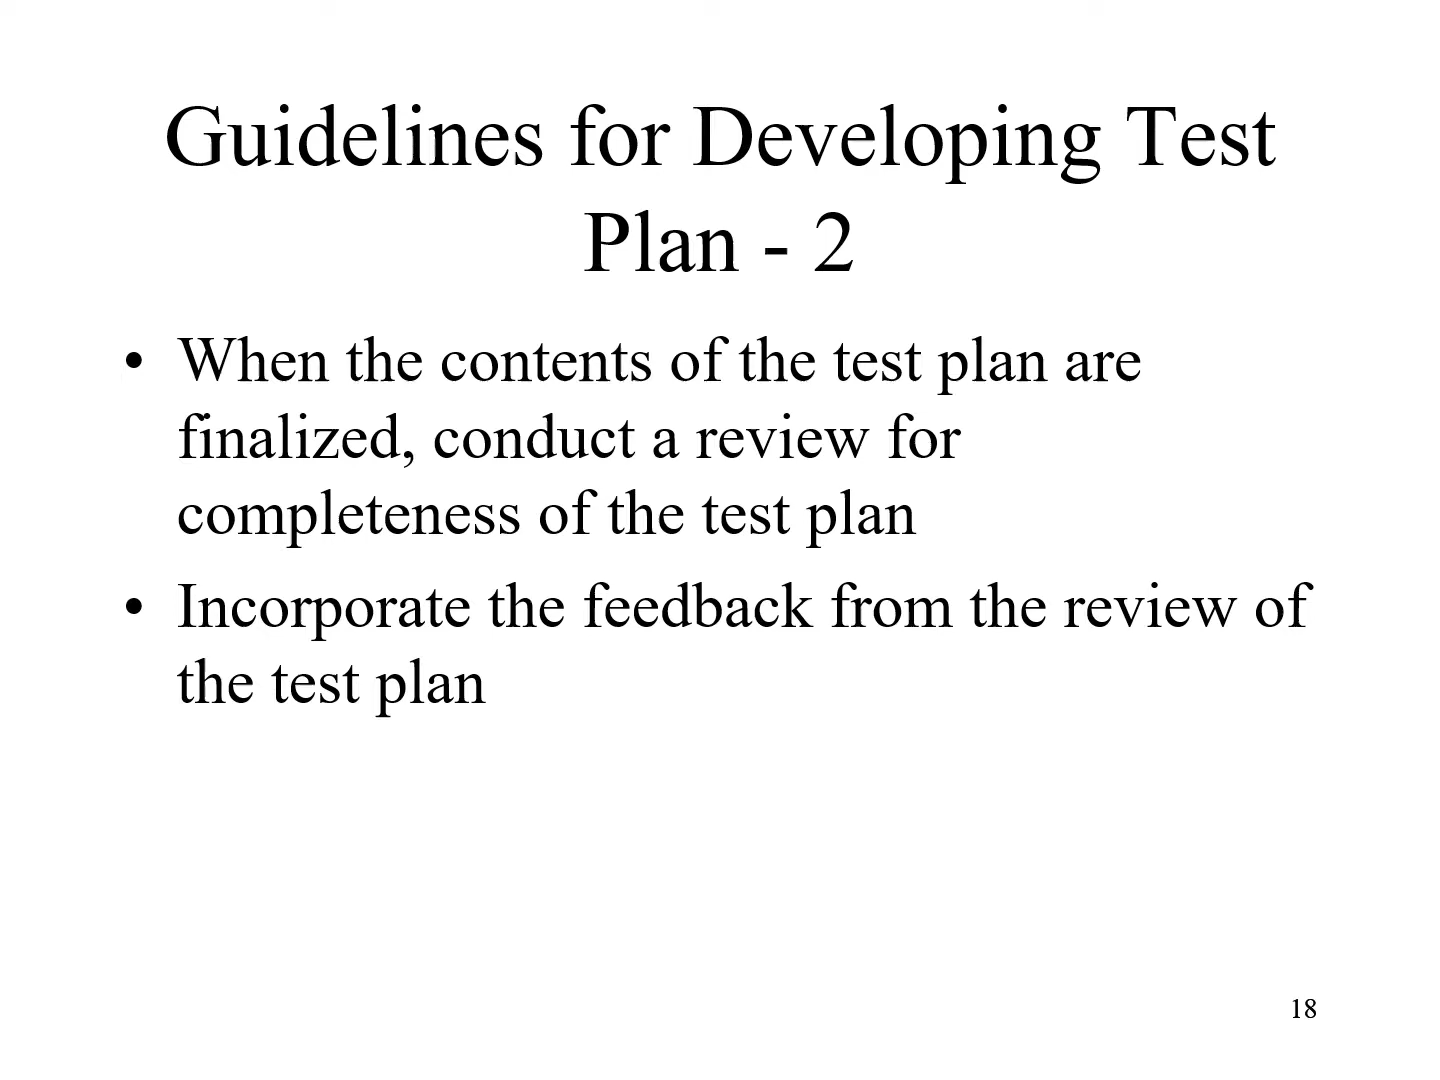 Guidelines for Developing Test
Plan - 2
• When the contents of the test plan are
finalized, conduct a review for
completeness of the test plan
• Incorporate the feedback from the review of
the test plan
18